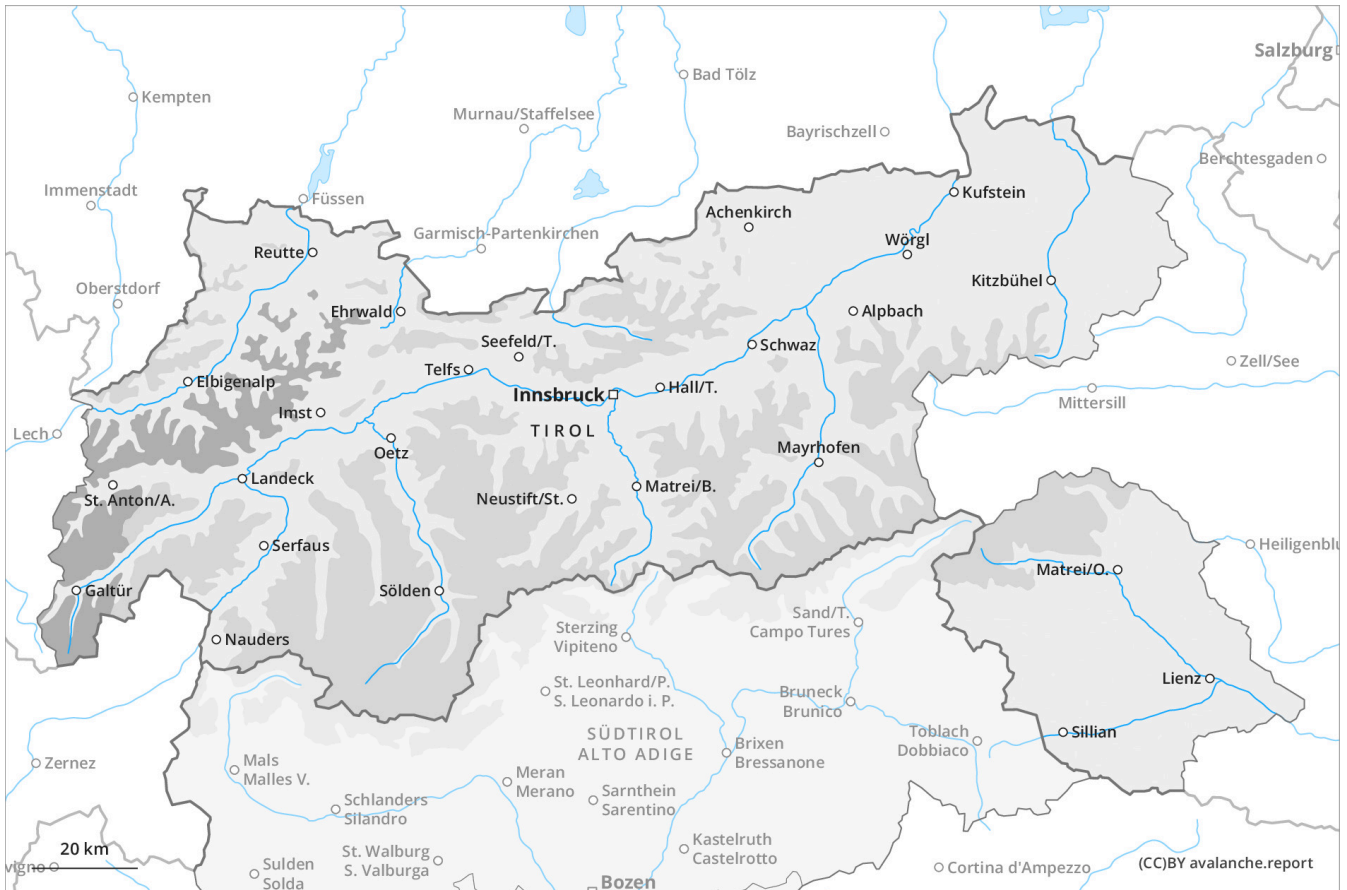 Salzburg
Bad Tölz
Kempten
Murnau/Staffelsee
Bayrischzell
Berchtesgaden
Immenstadt
Füssen
Kufstein
Achenkirch
Garmisch-Partenkirchen
Wörgl
Reutte
Kitzbühel
Oberstdorf
Ehrwald
Alpbach
Seefeld/T.
Schwaz
Zell/See
Telfs
Elbigenalp
Innsbruck
Hall/T.
Mittersill
Imst
TIROL
Lech
Oetz
Mayrhofen
Landeck
Matrei/B.
St. Anton/A.
Neustift/St.
Serfaus
Heiligenblu
Matrei/O.
Galtür
Sölden
Sand/T.
Campo Tures
Sterzing
Vipiteno
Nauders
Lienz
St. Leonhard/P.
S. Leonardo i. P.
Bruneck
Brunico
SÜDTIROL
ALTO ADIGE
Toblach
Dobbiaco
Sillian
Brixen
Bressanone
Zernez
Mals
Malles V.
Meran
Merano
Sarnthein
Sarentino
Schlanders
Silandro
Kastelruth
Castelrotto
20 km
St. Walburg
S. Valburga
vigno
Sulden
Solda
Cortina d'Ampezzo
(CC)BY avalanche.report
Bozen